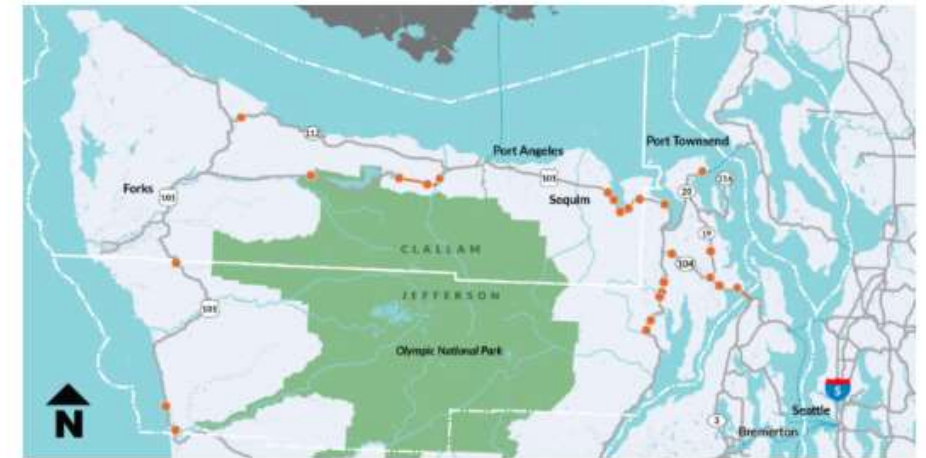 Port Townsend
112
Port Angeles
101
116
Forks
101
Sequim
20
19
CLALLAM
104
JEFFERSON
101
Olympic National Park
5
N
Seattle
3
Bremerton